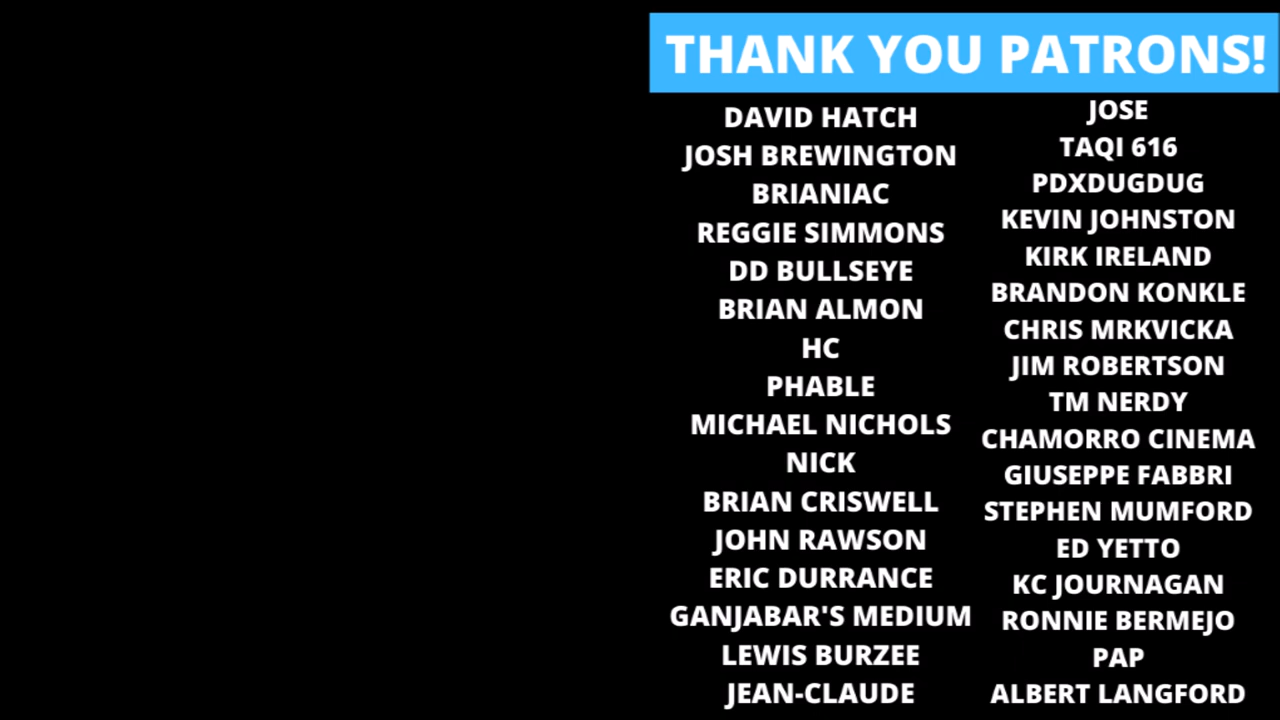 THANK YOU PATRONS!
DAVID HATCH
JOSH BREWINGTON
BRIANIAC
REGGIE SIMMONS
DD BULLSEYE
BRIAN ALMON
HC
PHABLE
MICHAEL NICHOLS
NICK
BRIAN CRISWELL
JOHN RAWSON
ERIC DURRANCE
GANJABAR'S MEDIUM
LEWIS BURZEE
JEAN-CLAUDE
JOSE
TAQI 616
PDXDUGDUG
KEVIN JOHNSTON
KIRK IRELAND
BRANDON KONKLE
CHRIS MRKVICKA
JIM ROBERTSON
TM NERDY
CHAMORRO CINEMA
GIUSEPPE FABBRI
STEPHEN MUMFORD
ED YETTO
KC JOURNAGAN
RONNIE BERMEJO
PAP
ALBERT LANGFORD